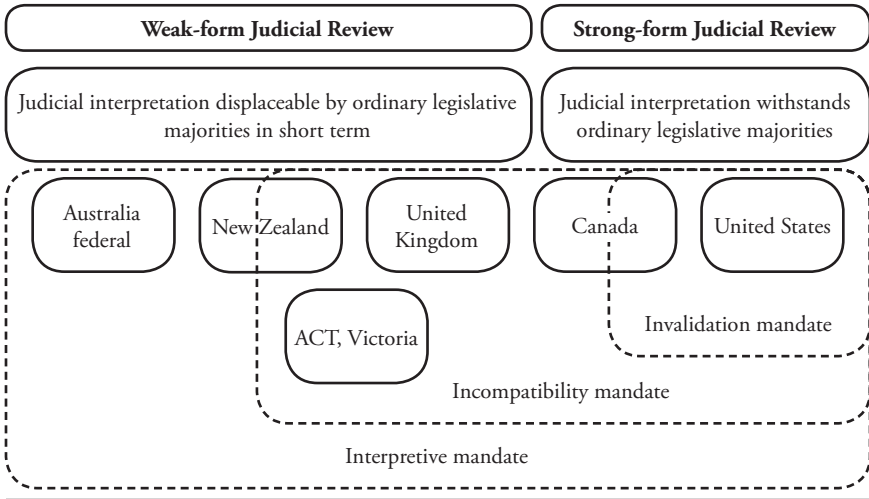 Weak-form Judicial Review
Strong-form Judicial Review
Judicial interpretation displaceable by ordinary legislative
majorities in short term
Judicial interpretation withstands
ordinary legislative majorities
Australia
federal
New Zealand
United
Kingdom
Canada
United States
ACT, Victoria
Invalidation mandate
Incompatibility mandate
Interpretive mandate